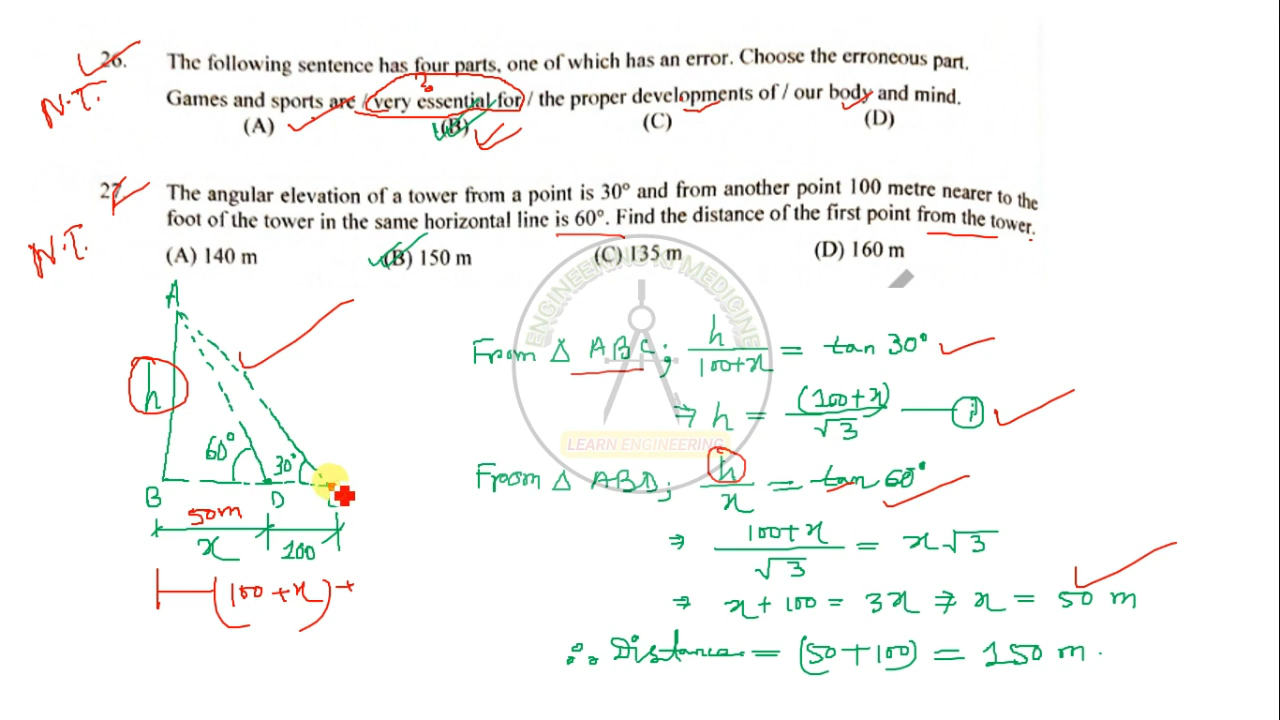 26. The following sentence has four parts, one of which has an error. Choose the erroneous part.
N.T.
Games and sports are / very essential for / the proper developments of / our body and mind.
(A) (B) (C) (D)
27. The angular elevation of a tower from a point is 30° and from another point 100 metre nearer to the
foot of the tower in the same horizontal line is 60°. Find the distance of the first point from the tower.
N.T.
(A) 140 m (B) 150 m (C) 135 m (D) 160 m
A
h
60° 30°
B D C
50m
x 100
(100+x)
From Δ ABC; h/(100+x) = tan 30°
⇒ h = (100+x)/√3 — (i)
From Δ ABD; h/x = tan 60°
⇒ (100+x)/√3 = x√3
⇒ x + 100 = 3x ⇒ x = 50 m
∴ Distance = (50+100) = 150 m.
LEARN ENGINEERING